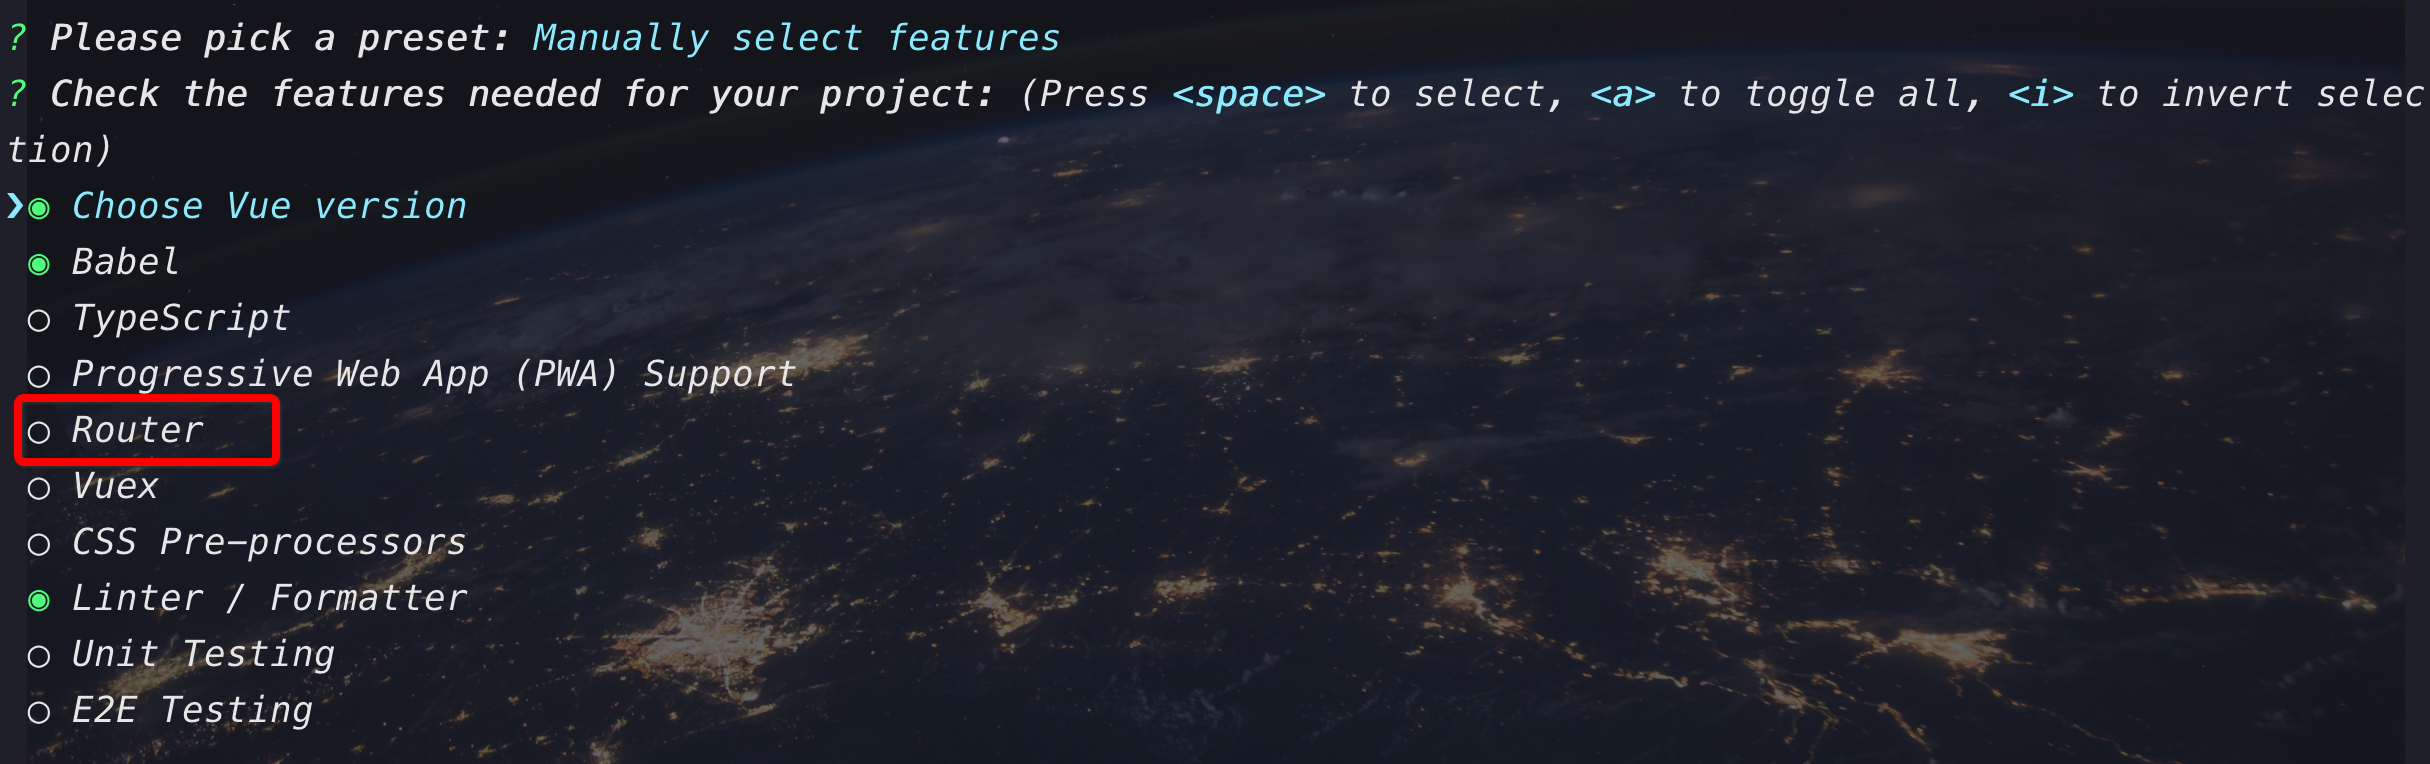 ? Please pick a preset: Manually select features
? Check the features needed for your project: (Press <space> to select, <a> to toggle all, <i> to invert selec
tion)
❯◉ Choose Vue version
◉ Babel
◯ TypeScript
◯ Progressive Web App (PWA) Support
◯ Router
◯ Vuex
◯ CSS Pre-processors
◉ Linter / Formatter
◯ Unit Testing
◯ E2E Testing